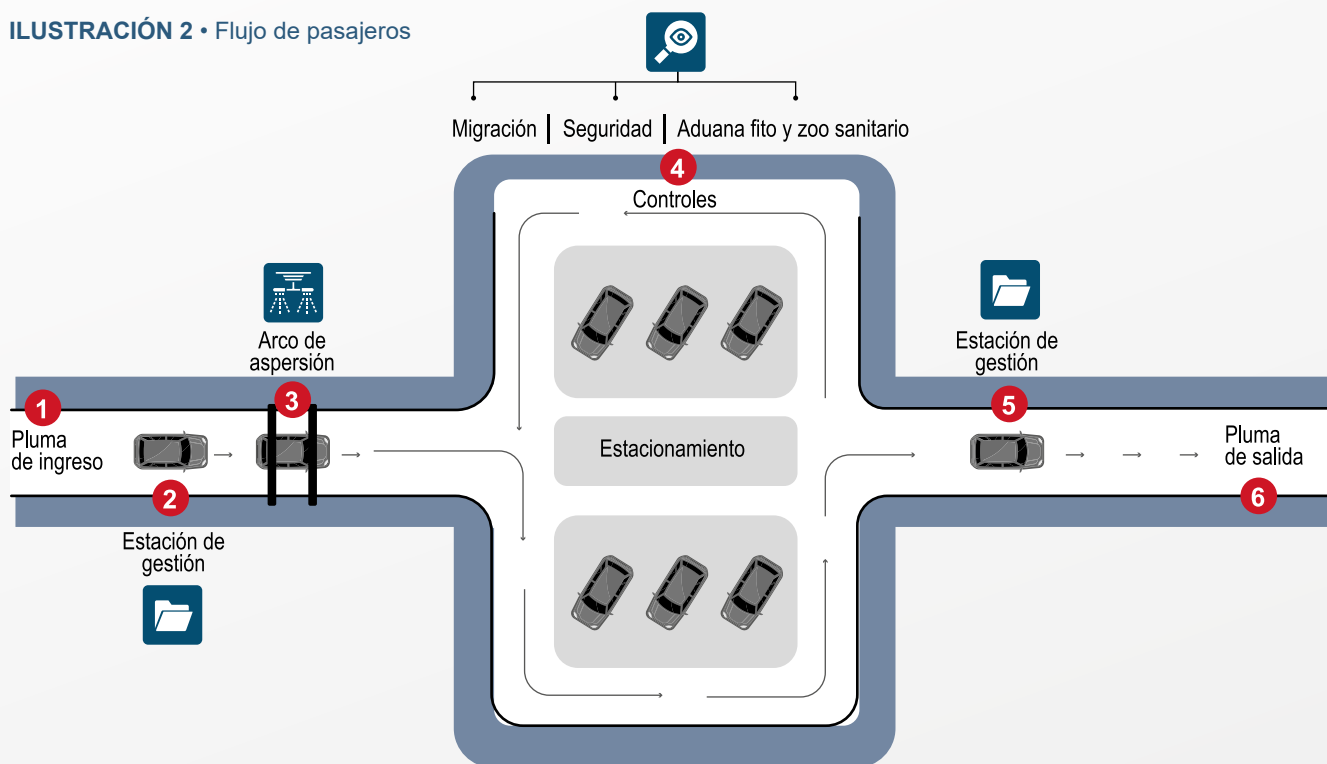 ILUSTRACIÓN 2 • Flujo de pasajeros
Migración | Seguridad | Aduana fito y zoo sanitario
4
Controles
Arco de
aspersión
3
1
Pluma
de ingreso
2
Estación de
gestión
Estacionamiento
Estación de
gestión
5
Pluma
de salida
6